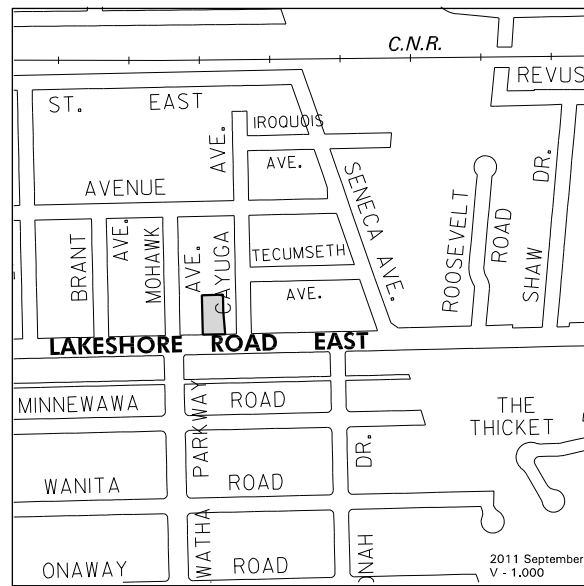 C.N.R.
REVUS
ST. EAST
AVE.
IROQUOIS
AVE.
AVENUE
SENECA AVE.
DR.
ROOSEVELT
ROAD
SHAW
BRANT
AVE.
MOHAWK
AVE.
CAYUGA
TECUMSETH
AVE.
LAKESHORE ROAD EAST
MINNEWAWA
PARKWAY
ROAD
THE
THICKET
DR.
WANITA
ROAD
ONAWAY
WATHA
ROAD
NAH
2011 September
V - 1.000